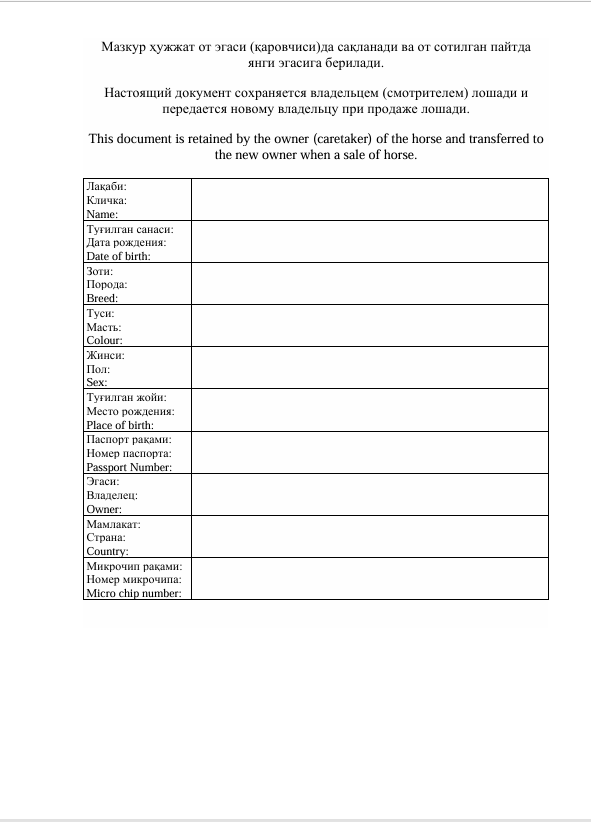 Мазкур ҳужжат от эгаси (қаровчиси)да сақланади ва от сотилган пайтда
янги эгасига берилади.
Настоящий документ сохраняется владельцем (смотрителем) лошади и
передается новому владельцу при продаже лошади.
This document is retained by the owner (caretaker) of the horse and transferred to
the new owner when a sale of horse.
Лақаби:
Кличка:
Name:
Туғилган санаси:
Дата рождения:
Date of birth:
Зоти:
Порода:
Breed:
Туси:
Масть:
Colour:
Жинси:
Пол:
Sex:
Туғилган жойи:
Место рождения:
Place of birth:
Паспорт рақами:
Номер паспорта:
Passport Number:
Эгаси:
Владелец:
Owner:
Мамлакат:
Страна:
Country:
Микрочип рақами:
Номер микрочипа:
Micro chip number: